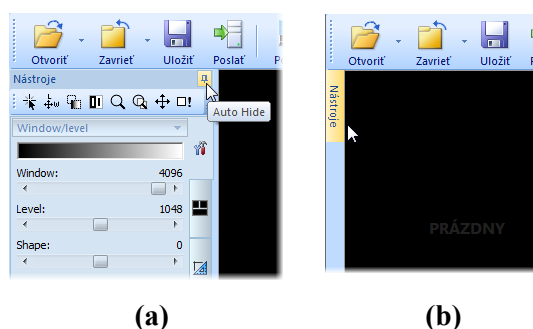 Otvoriť Zavrieť Uložiť Poslať
Nástroje
Auto Hide
Window/level
Window: 4096
Level: 1048
Shape: 0
(a)
Otvoriť Zavrieť Uložiť
Nástroje
PRÁZDNY
(b)